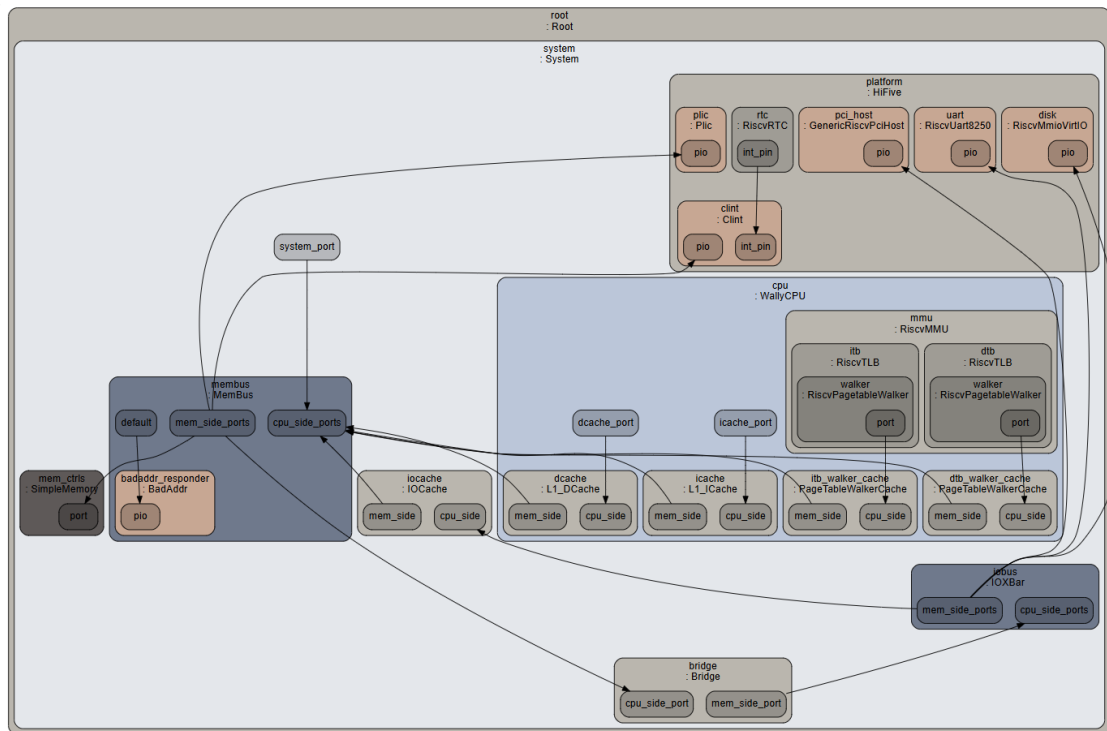 root
: Root
system
: System
platform
: HiFive
plic
: Plic
pio
rtc
: RiscvRTC
int_pin
pci_host
: GenericRiscvPciHost
pio
uart
: RiscvUart8250
pio
disk
: RiscvMmioVirtIO
pio
clint
: Clint
pio
int_pin
system_port
cpu
: WallyCPU
mmu
: RiscvMMU
itb
: RiscvTLB
walker
: RiscvPagetableWalker
port
dtb
: RiscvTLB
walker
: RiscvPagetableWalker
port
dcache_port
icache_port
membus
: MemBus
default
mem_side_ports
cpu_side_ports
mem_ctrls
: SimpleMemory
port
badaddr_responder
: BadAddr
pio
iocache
: IOCache
mem_side
cpu_side
dcache
: L1_DCache
mem_side
cpu_side
icache
: L1_ICache
mem_side
cpu_side
itb_walker_cache
: PageTableWalkerCache
mem_side
cpu_side
dtb_walker_cache
: PageTableWalkerCache
mem_side
cpu_side
iobus
: IOXBar
mem_side_ports
cpu_side_ports
bridge
: Bridge
cpu_side_port
mem_side_port